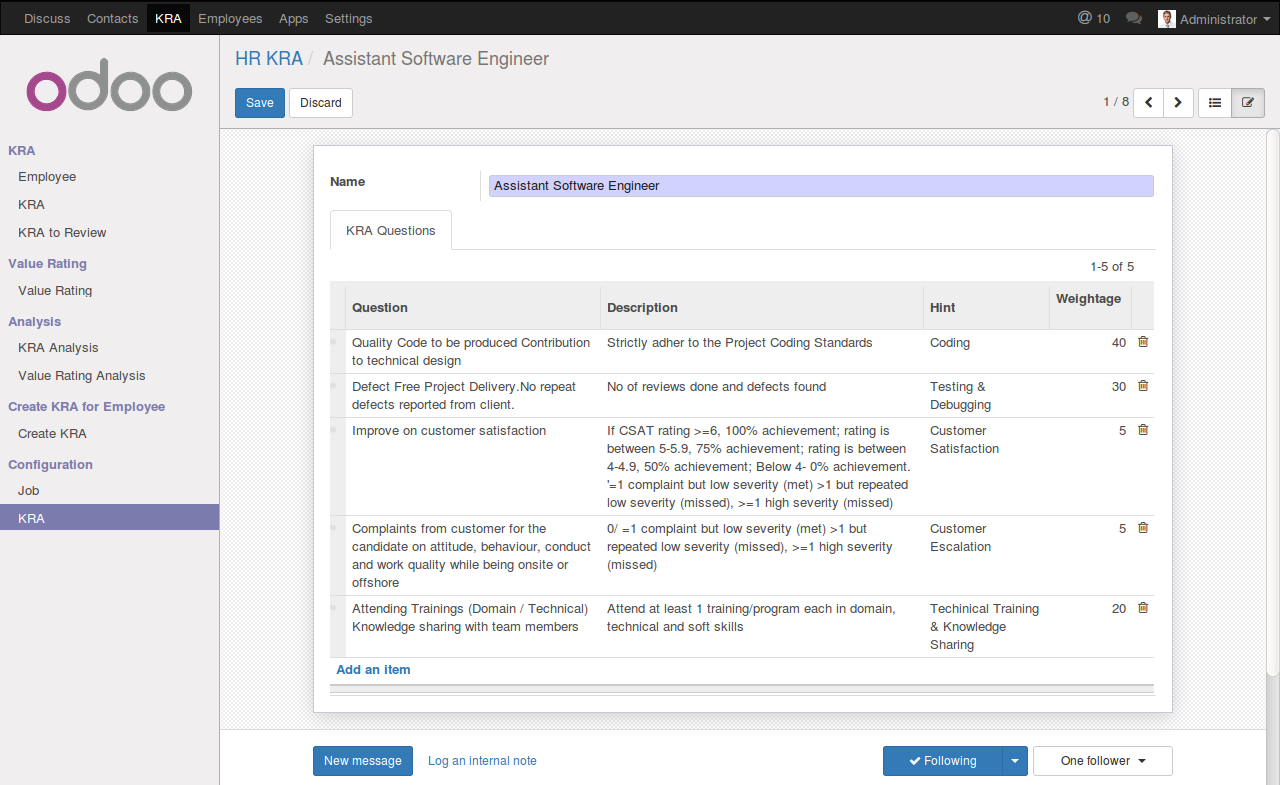 Discuss Contacts KRA Employees Apps Settings @ 10 Administrator
odoo
HR KRA / Assistant Software Engineer
Save Discard 1 / 8
KRA
Employee
KRA
KRA to Review
Value Rating
Value Rating
Analysis
KRA Analysis
Value Rating Analysis
Create KRA for Employee
Create KRA
Configuration
Job
KRA
Name Assistant Software Engineer
KRA Questions
1-5 of 5
Question Description Hint Weightage
Quality Code to be produced Contribution
to technical design
Strictly adher to the Project Coding Standards
Coding
40
Defect Free Project Delivery.No repeat
defects reported from client.
No of reviews done and defects found
Testing &
Debugging
30
Improve on customer satisfaction
If CSAT rating >=6, 100% achievement; rating is
between 5-5.9, 75% achievement; rating is between
4-4.9, 50% achievement; Below 4- 0% achievement.
'=1 complaint but low severity (met) >1 but repeated
low severity (missed), >=1 high severity (missed)
Customer
Satisfaction
5
Complaints from customer for the
candidate on attitude, behaviour, conduct
and work quality while being onsite or
offshore
0/ =1 complaint but low severity (met) >1 but
repeated low severity (missed), >=1 high severity
(missed)
Customer
Escalation
5
Attending Trainings (Domain / Technical)
Knowledge sharing with team members
Attend at least 1 training/program each in domain,
technical and soft skills
Techinical Training
& Knowledge
Sharing
20
Add an item
New message Log an internal note Following One follower